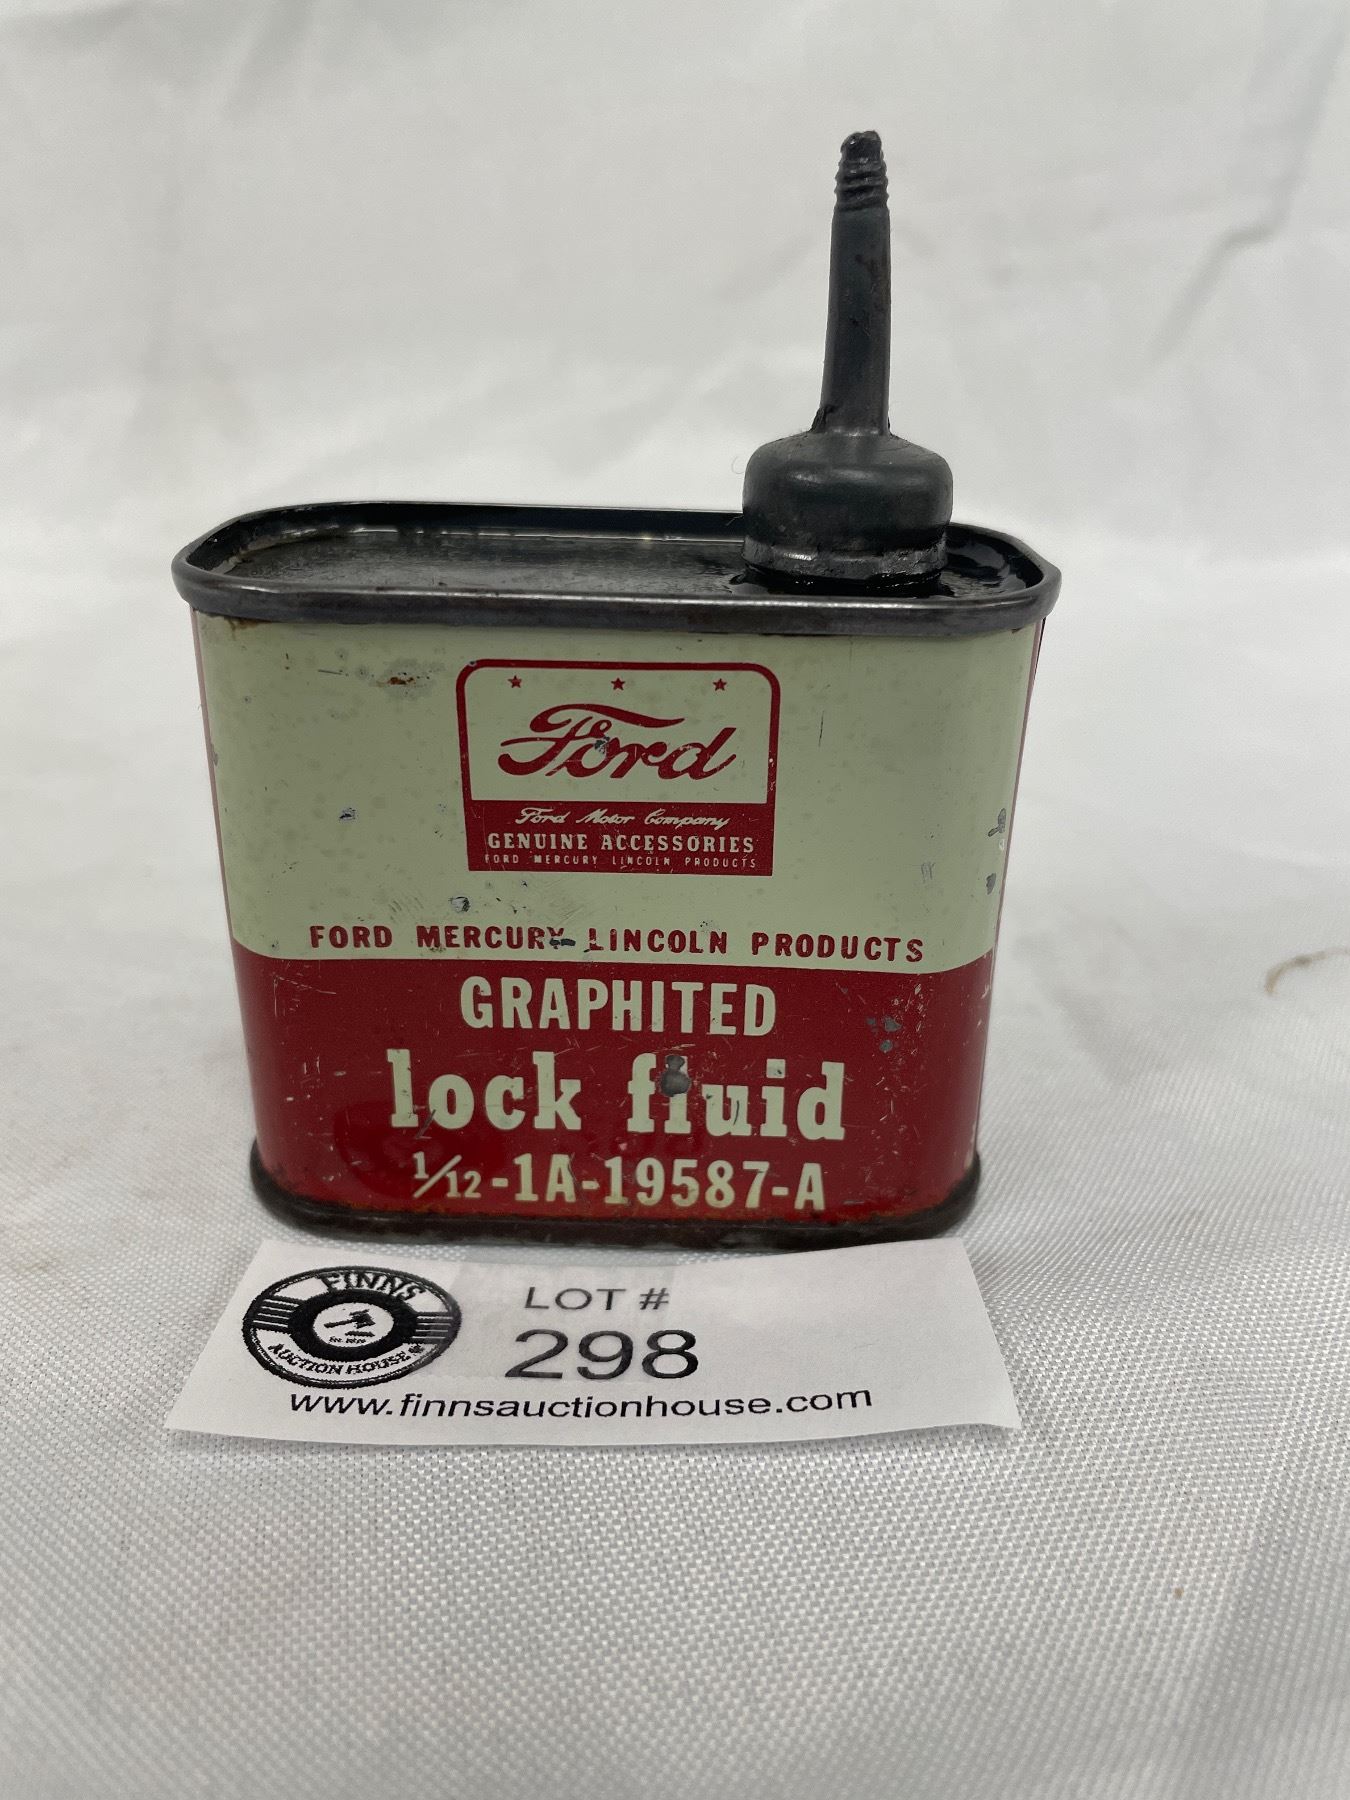 Ford
Ford Motor Company
GENUINE ACCESSORIES
FORD MERCURY LINCOLN PRODUCTS
FORD MERCURY LINCOLN PRODUCTS
GRAPHITED
lock fluid
1/12-1A-19587-A
FINNS
AUCTION HOUSE
LOT #
298
www.finnsauctionhouse.com